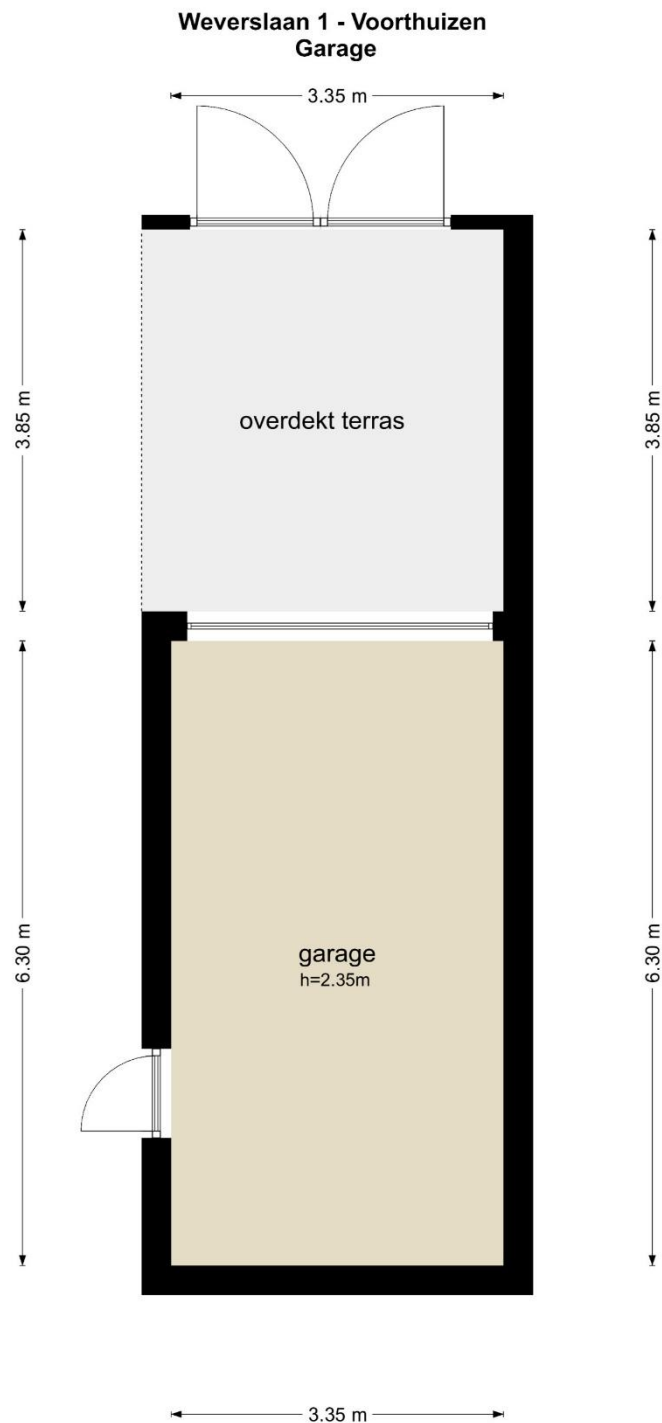 Weverslaan 1 - Voorthuizen
Garage
3.35 m
3.85 m
3.85 m
overdekt terras
6.30 m
6.30 m
garage
h=2.35m
3.35 m